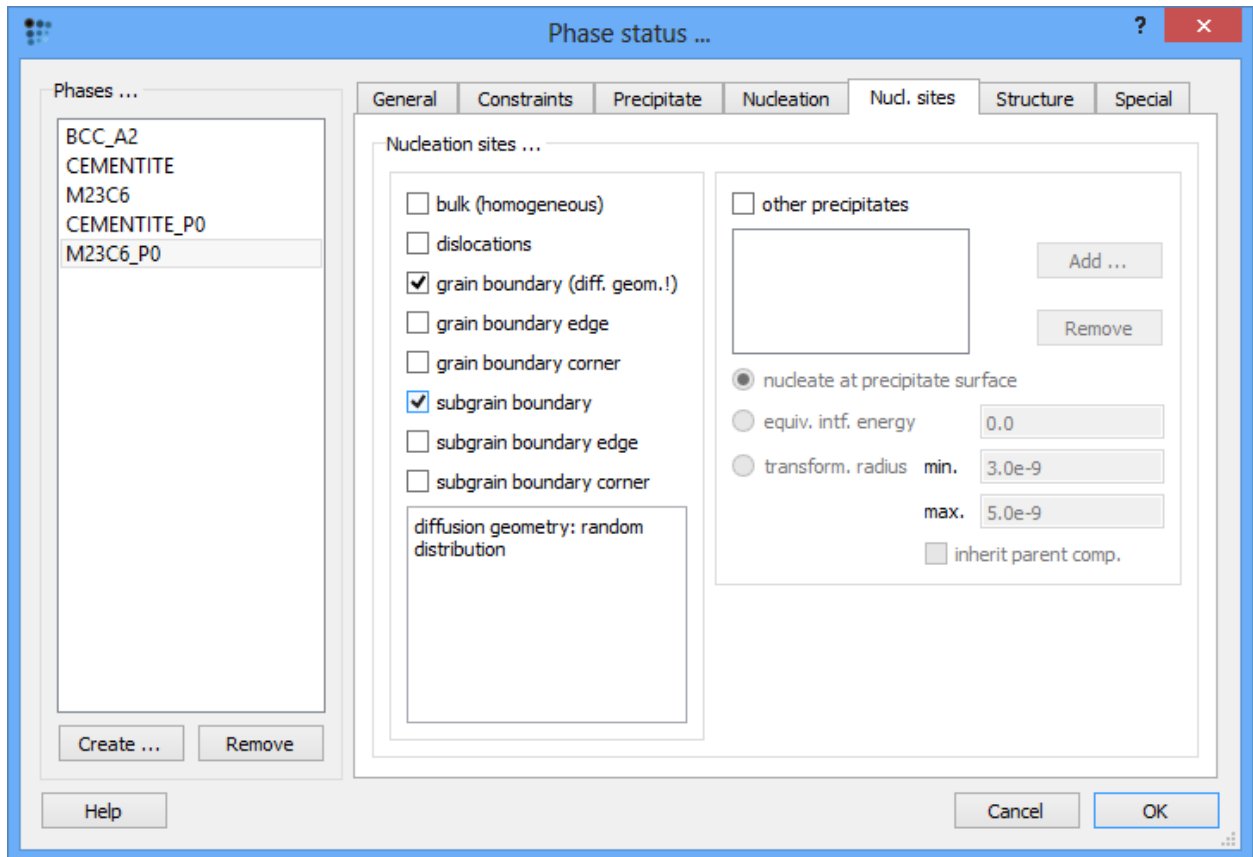 Phase status ...
?
Phases ...
BCC_A2
CEMENTITE
M23C6
CEMENTITE_P0
M23C6_P0
Create ...
Remove
General
Constraints
Precipitate
Nucleation
Nucl. sites
Structure
Special
Nucleation sites ...
bulk (homogeneous)
dislocations
grain boundary (diff. geom.!)
grain boundary edge
grain boundary corner
subgrain boundary
subgrain boundary edge
subgrain boundary corner
diffusion geometry: random
distribution
other precipitates
Add ...
Remove
nucleate at precipitate surface
equiv. intf. energy 0.0
transform. radius min. 3.0e-9
max. 5.0e-9
inherit parent comp.
Help
Cancel
OK